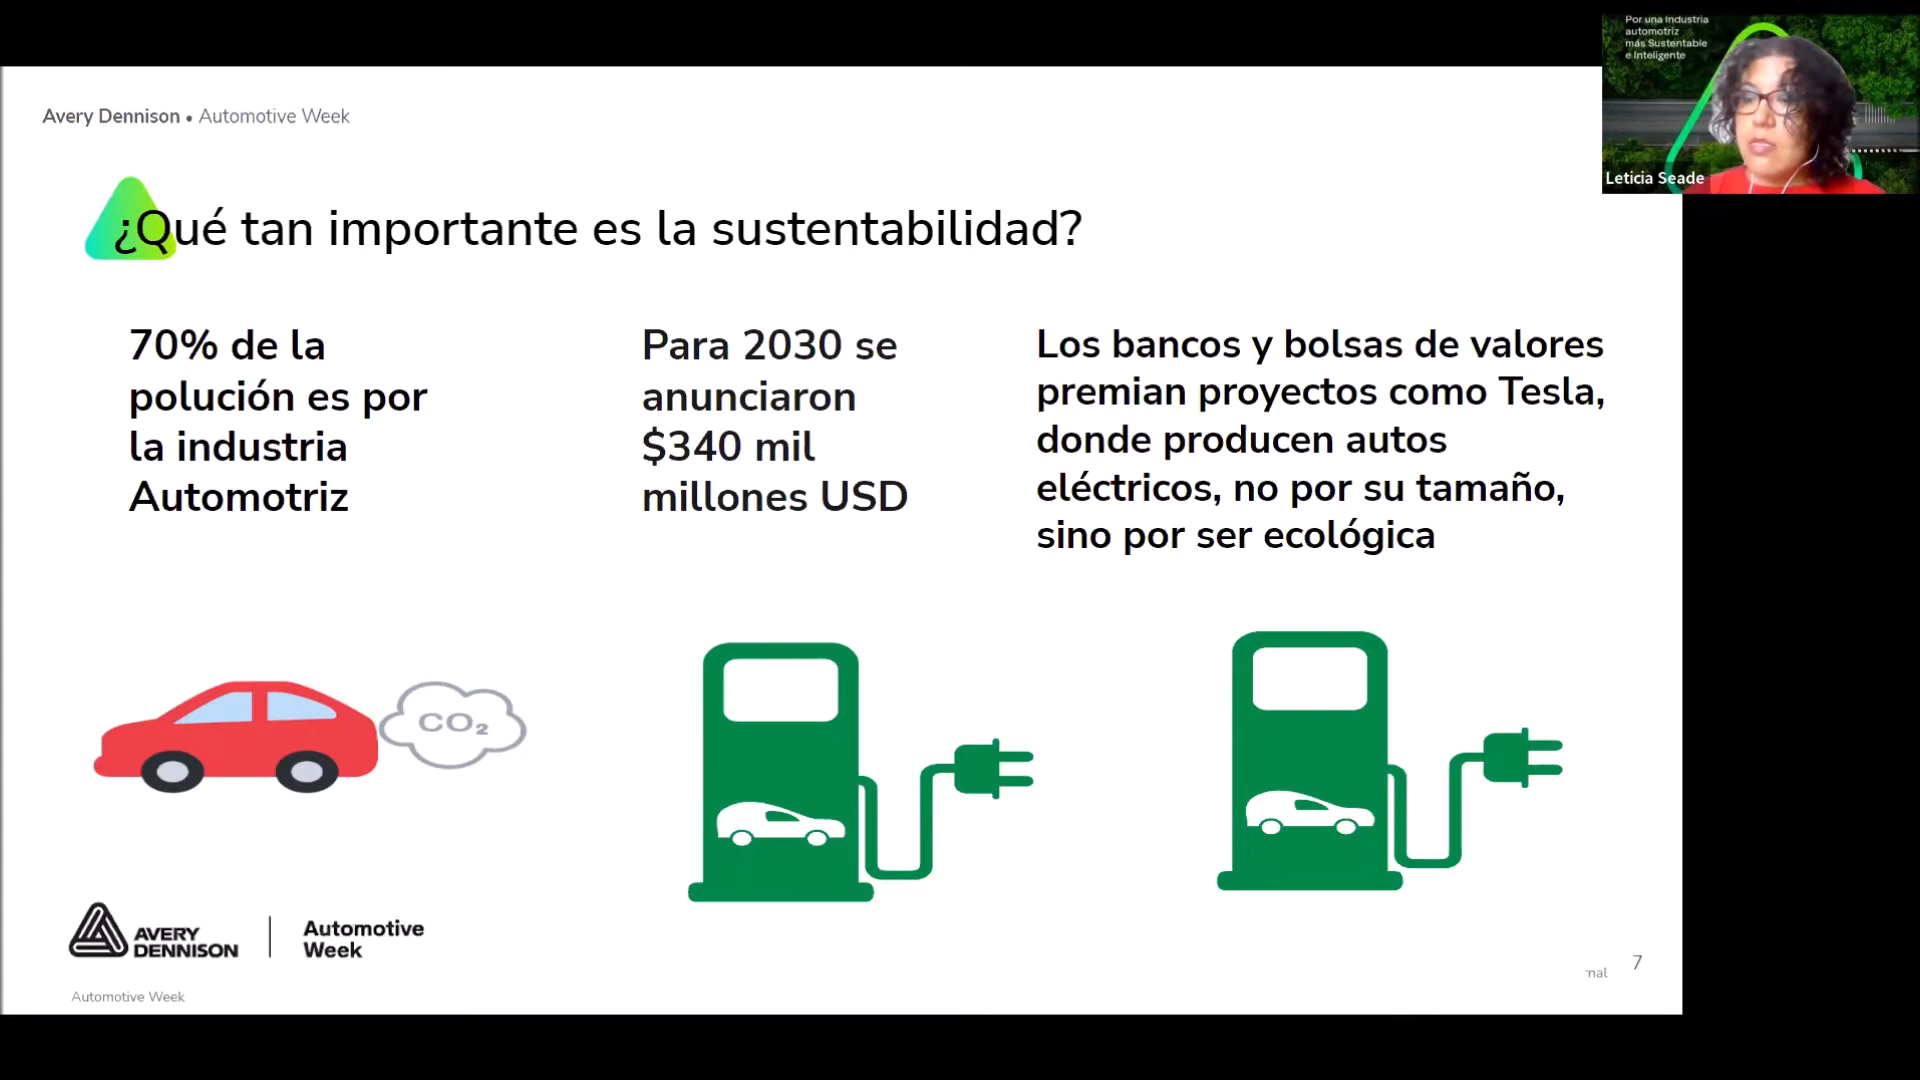 Por una Industria
automotriz
más Sustentable
e Inteligente
Leticia Seade
Avery Dennison • Automotive Week
¿Qué tan importante es la sustentabilidad?
70% de la
polución es por
la industria
Automotriz
Para 2030 se
anunciaron
$340 mil
millones USD
Los bancos y bolsas de valores
premian proyectos como Tesla,
donde producen autos
eléctricos, no por su tamaño,
sino por ser ecológica
CO₂
AVERY
DENNISON
Automotive
Week
Automotive Week
7